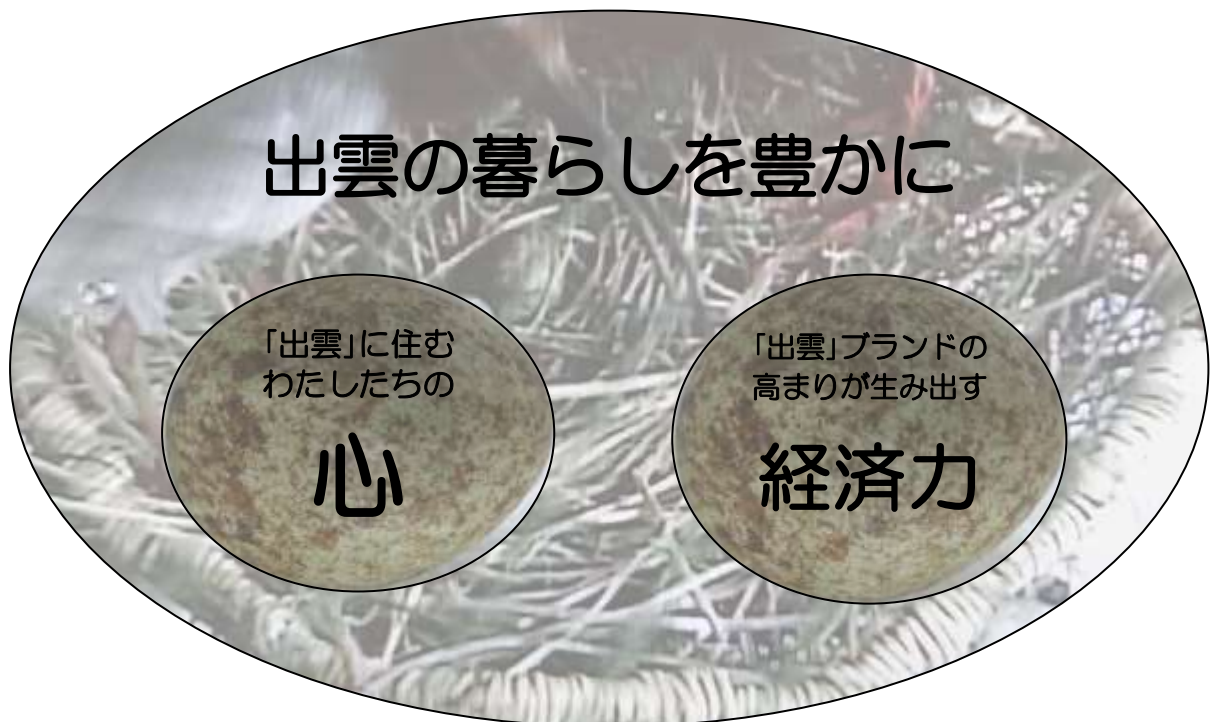 出雲の暮らしを豊かに
｢出雲｣に住む
わたしたちの
心
｢出雲｣ブランドの
高まりが生み出す
経済力